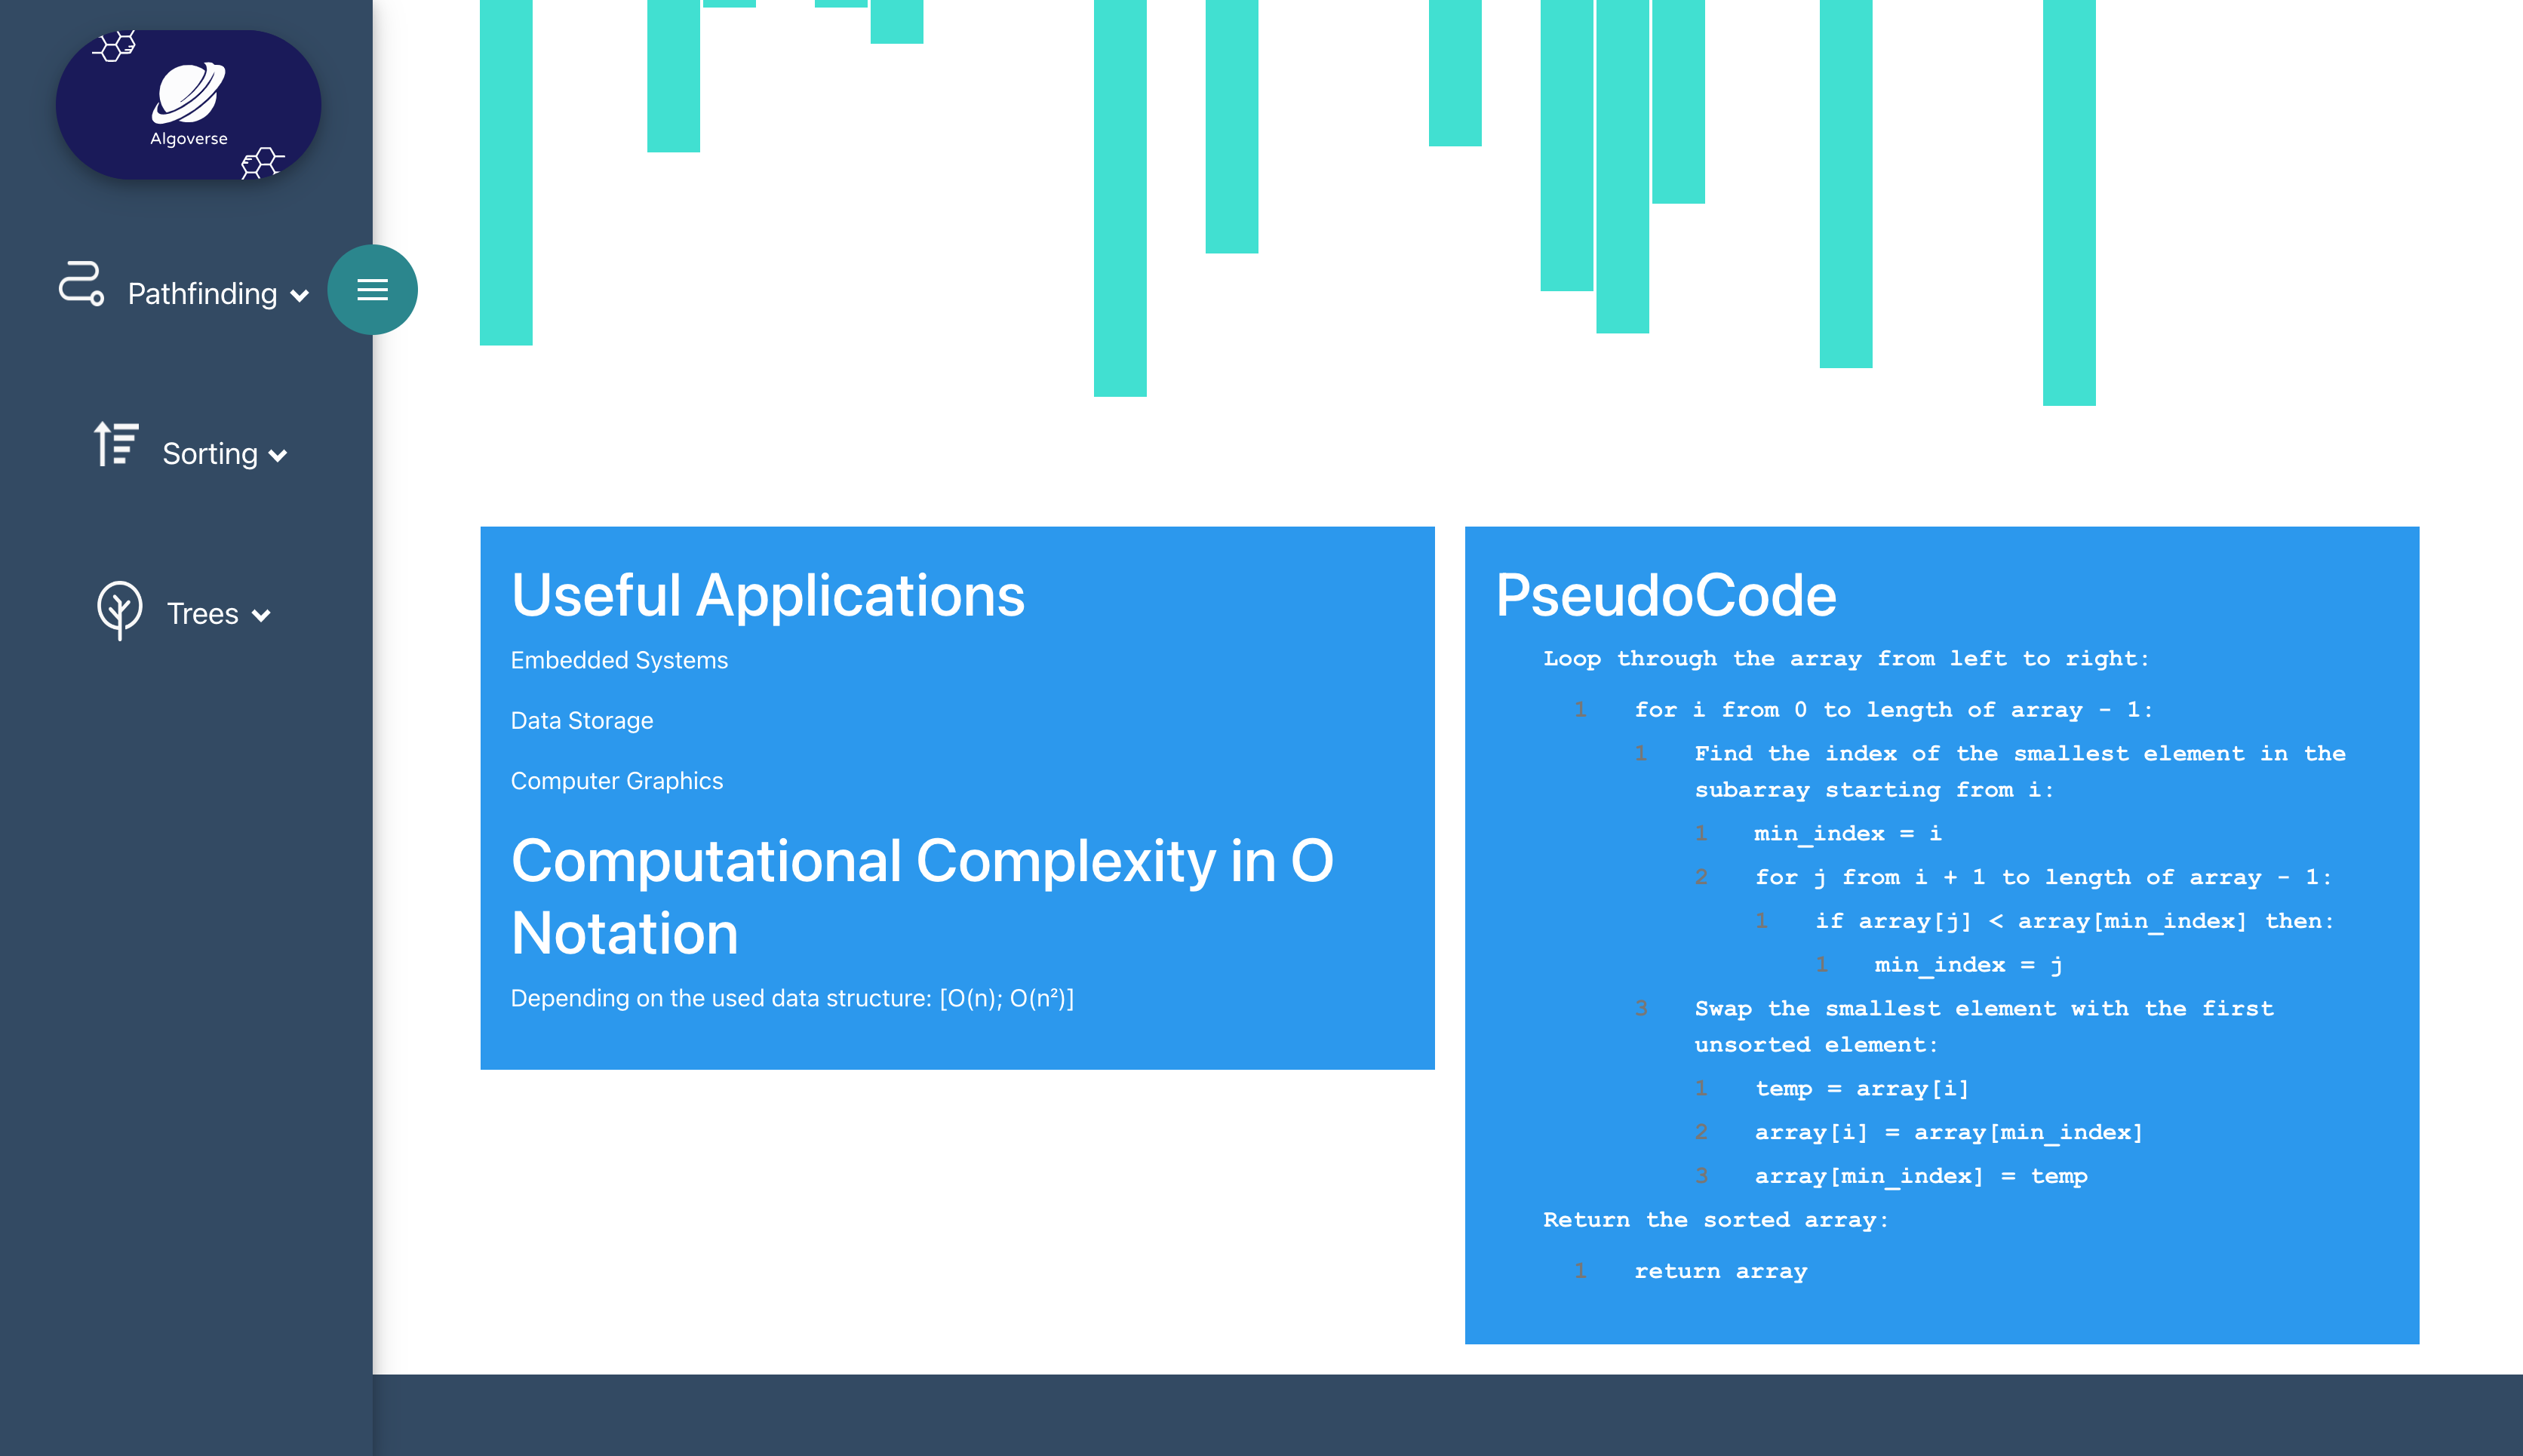 Algoverse
Pathfinding
Sorting
Trees
Useful Applications
Embedded Systems
Data Storage
Computer Graphics
Computational Complexity in O
Notation
Depending on the used data structure: [O(n); O(n²)]
PseudoCode
Loop through the array from left to right:
1 for i from 0 to length of array - 1:
1 Find the index of the smallest element in the
subarray starting from i:
1 min_index = i
2 for j from i + 1 to length of array - 1:
1 if array[j] < array[min_index] then:
1 min_index = j
3 Swap the smallest element with the first
unsorted element:
1 temp = array[i]
2 array[i] = array[min_index]
3 array[min_index] = temp
Return the sorted array:
1 return array